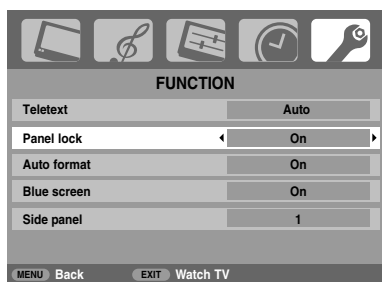 FUNCTION
Teletext Auto
Panel lock On
Auto format On
Blue screen On
Side panel 1
MENU Back EXIT Watch TV